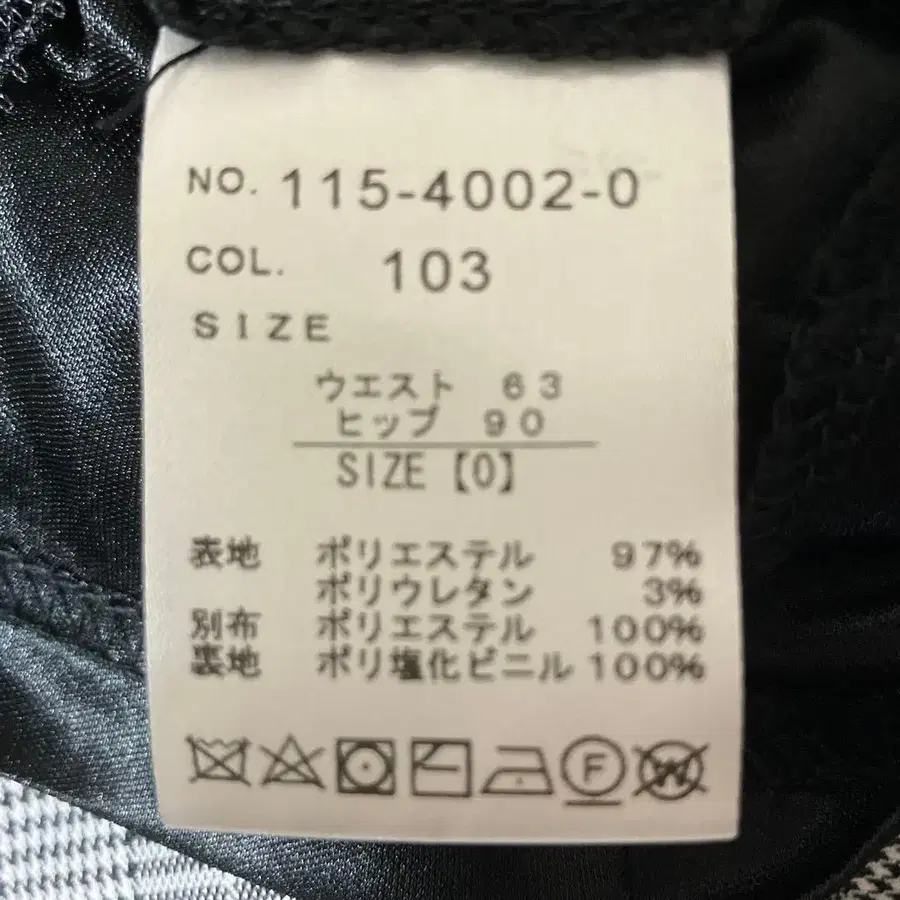 NO. 115-4002-0
COL. 103
SIZE
ウエスト 63
ヒップ 90
SIZE【0】
表地 ポリエステル 97%
ポリウレタン 3%
別布 ポリエステル 100%
裏地 ポリ塩化ビニル 100%
F W